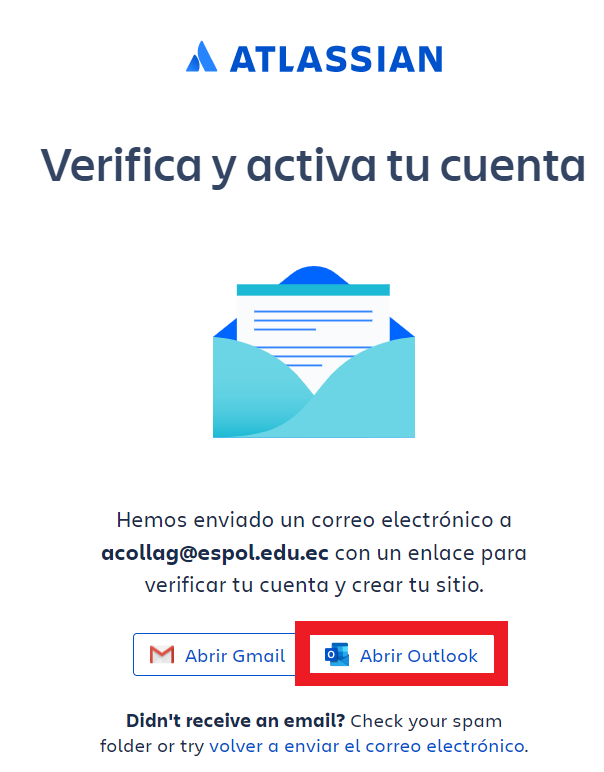 ATLASSIAN
Verifica y activa tu cuenta
Hemos enviado un correo electrónico a
acollag@espol.edu.ec con un enlace para
verificar tu cuenta y crear tu sitio.
Abrir Gmail
Abrir Outlook
Didn't receive an email? Check your spam
folder or try volver a enviar el correo electrónico.